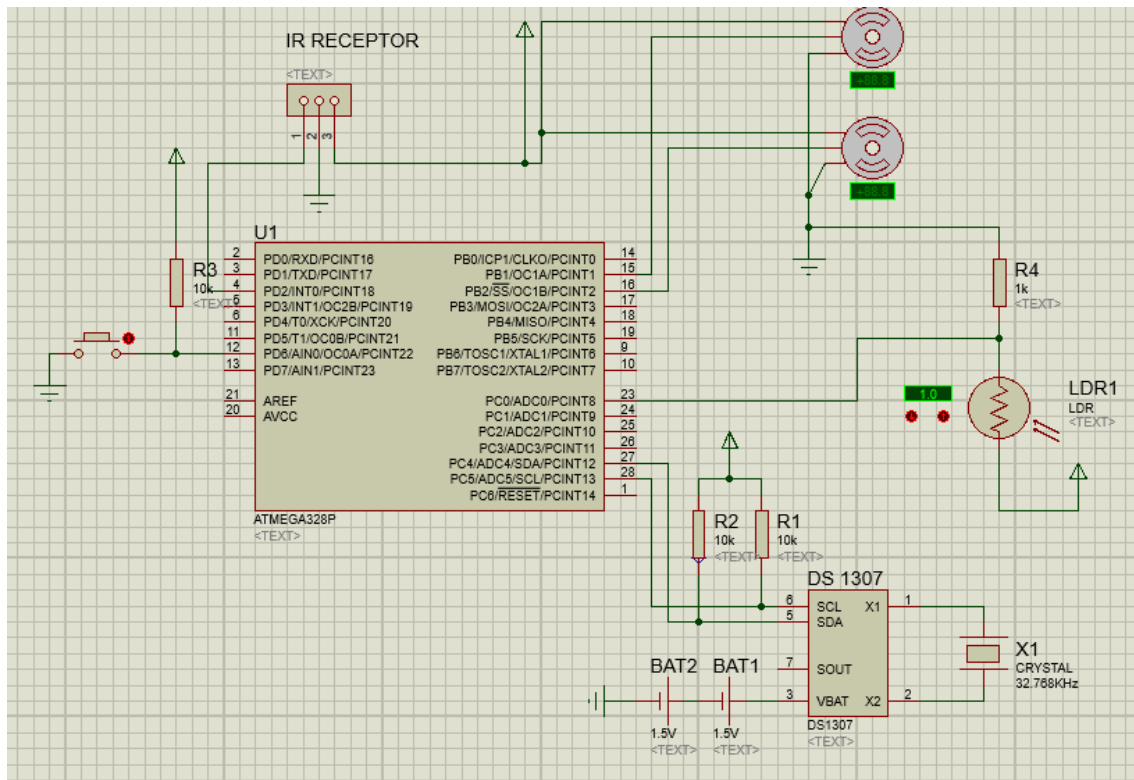 IR RECEPTOR
<TEXT>
1
2
3
+88.8
+88.8
U1
2 PD0/RXD/PCINT16
3 PD1/TXD/PCINT17
4 PD2/INT0/PCINT18
5 PD3/INT1/OC2B/PCINT19
6 PD4/T0/XCK/PCINT20
11 PD5/T1/OC0B/PCINT21
12 PD6/AIN0/OC0A/PCINT22
13 PD7/AIN1/PCINT23
21 AREF
20 AVCC
PB0/ICP1/CLKO/PCINT0 14
PB1/OC1A/PCINT1 15
PB2/SS/OC1B/PCINT2 16
PB3/MOSI/OC2A/PCINT3 17
PB4/MISO/PCINT4 18
PB5/SCK/PCINT5 19
PB6/TOSC1/XTAL1/PCINT6 9
PB7/TOSC2/XTAL2/PCINT7 10
PC0/ADC0/PCINT8 23
PC1/ADC1/PCINT9 24
PC2/ADC2/PCINT10 25
PC3/ADC3/PCINT11 26
PC4/ADC4/SDA/PCINT12 27
PC5/ADC5/SCL/PCINT13 28
PC6/RESET/PCINT14 1
ATMEGA328P
<TEXT>
R3
10k
<TEXT>
R4
1k
<TEXT>
1.0
LDR1
LDR
<TEXT>
R2
10k
<TEXT>
R1
10k
<TEXT>
DS 1307
6 SCL X1 1
5 SDA
7 SOUT
3 VBAT X2 2
DS1307
<TEXT>
BAT2
1.5V
<TEXT>
BAT1
1.5V
<TEXT>
X1
CRYSTAL
32.768KHz
<TEXT>